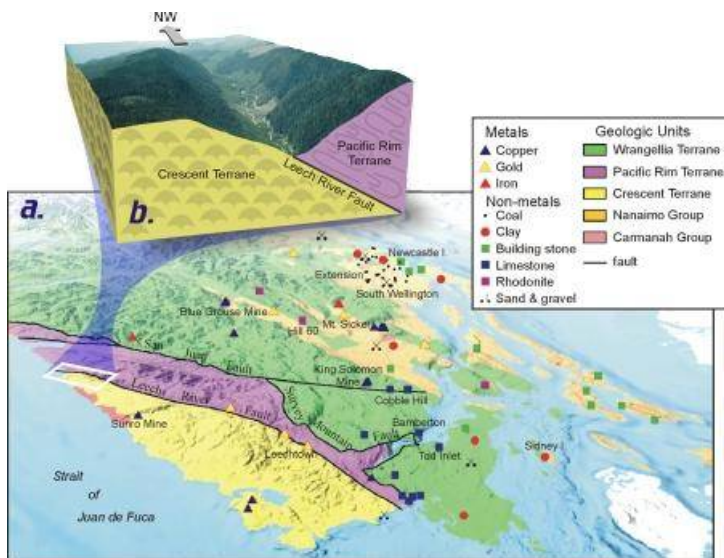 NW
Crescent Terrane
Pacific Rim
Terrane
Leech River Fault
a.
b.
Metals
Copper
Gold
Iron
Non-metals
Coal
Clay
Building stone
Limestone
Rhodonite
Sand & gravel
Geologic Units
Wrangellia Terrane
Pacific Rim Terrane
Crescent Terrane
Nanaimo Group
Carmanah Group
fault
Newcastle I.
Extension
South Wellington
Blue Grouse Mine
Hill 60
Mt. Sicker
San Juan Fault
King Solomon
Mine
Cobble Hill
Leech River Fault
Survey Mountain Fault
Bamberton
Sunro Mine
Leechtown
Tod Inlet
Sidney I.
Strait
of
Juan de Fuca